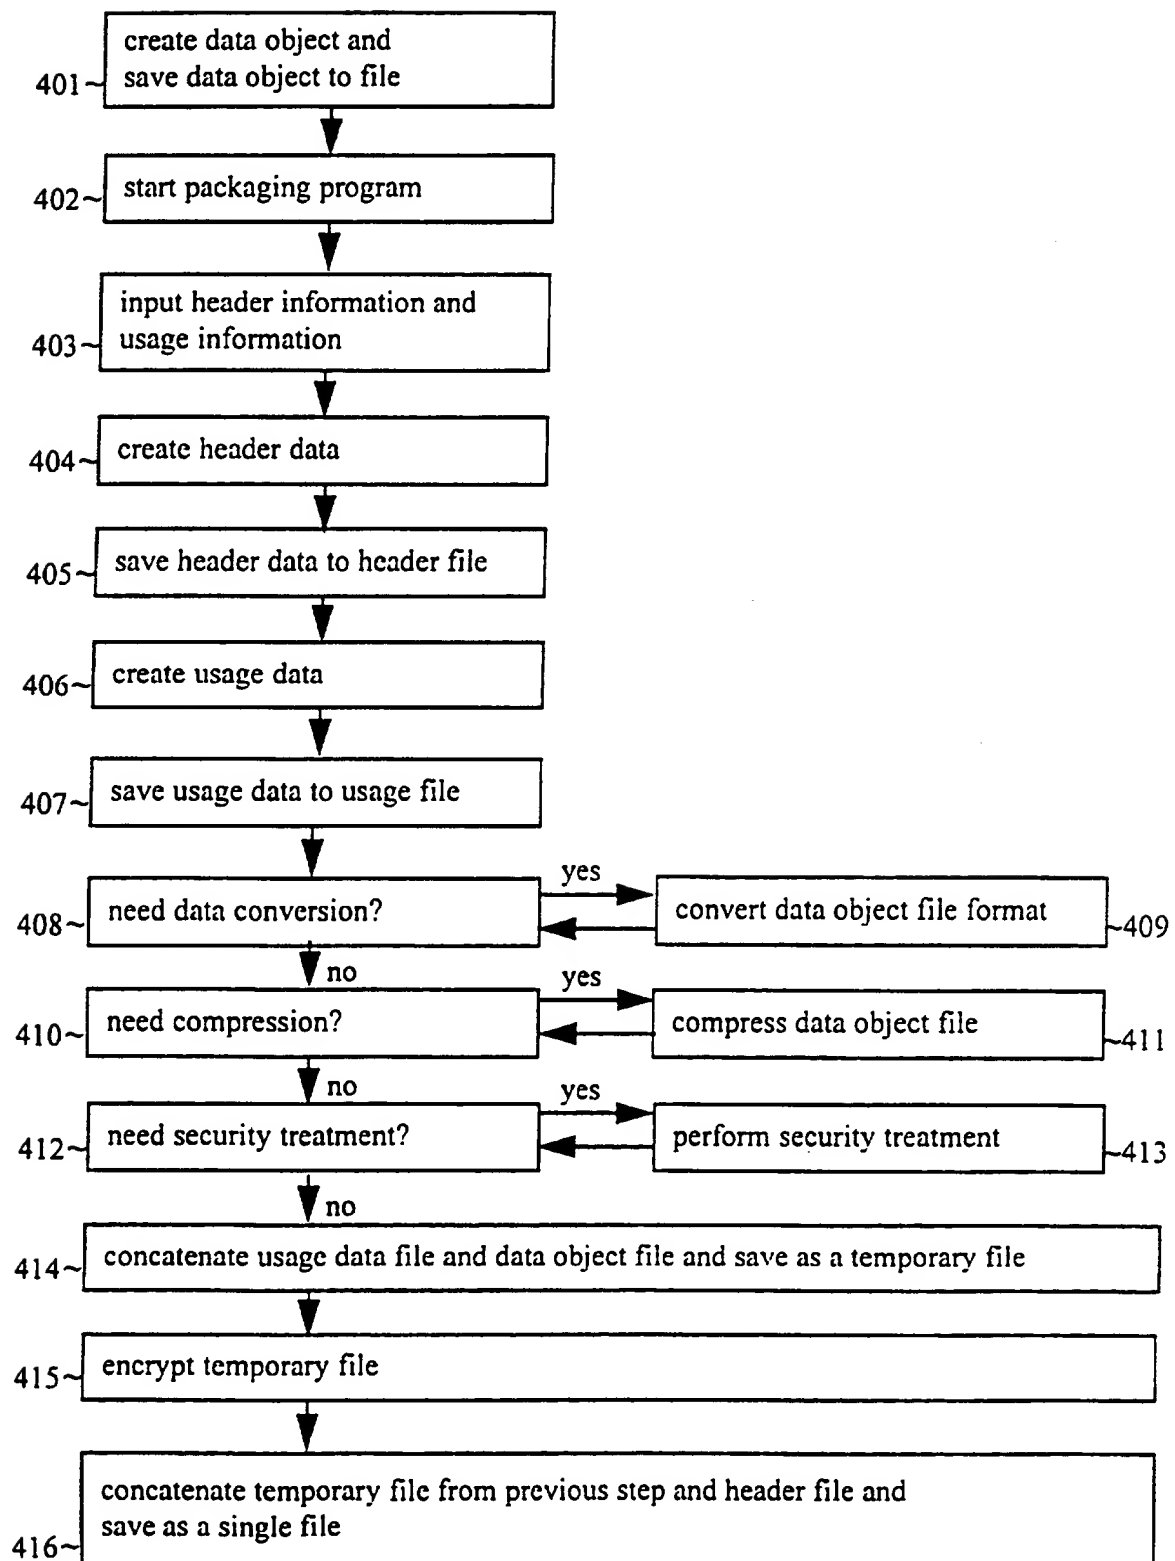 create data object and
save data object to file
401~
start packaging program
402~
input header information and
usage information
403~
create header data
404~
save header data to header file
405~
create usage data
406~
save usage data to usage file
407~
yes
need data conversion?
convert data object file format
408~
~409
no
yes
need compression?
compress data object file
410~
~411
no
yes
need security treatment?
perform security treatment
412~
~413
no
concatenate usage data file and data object file and save as a temporary file
414~
encrypt temporary file
415~
concatenate temporary file from previous step and header file and
save as a single file
416~